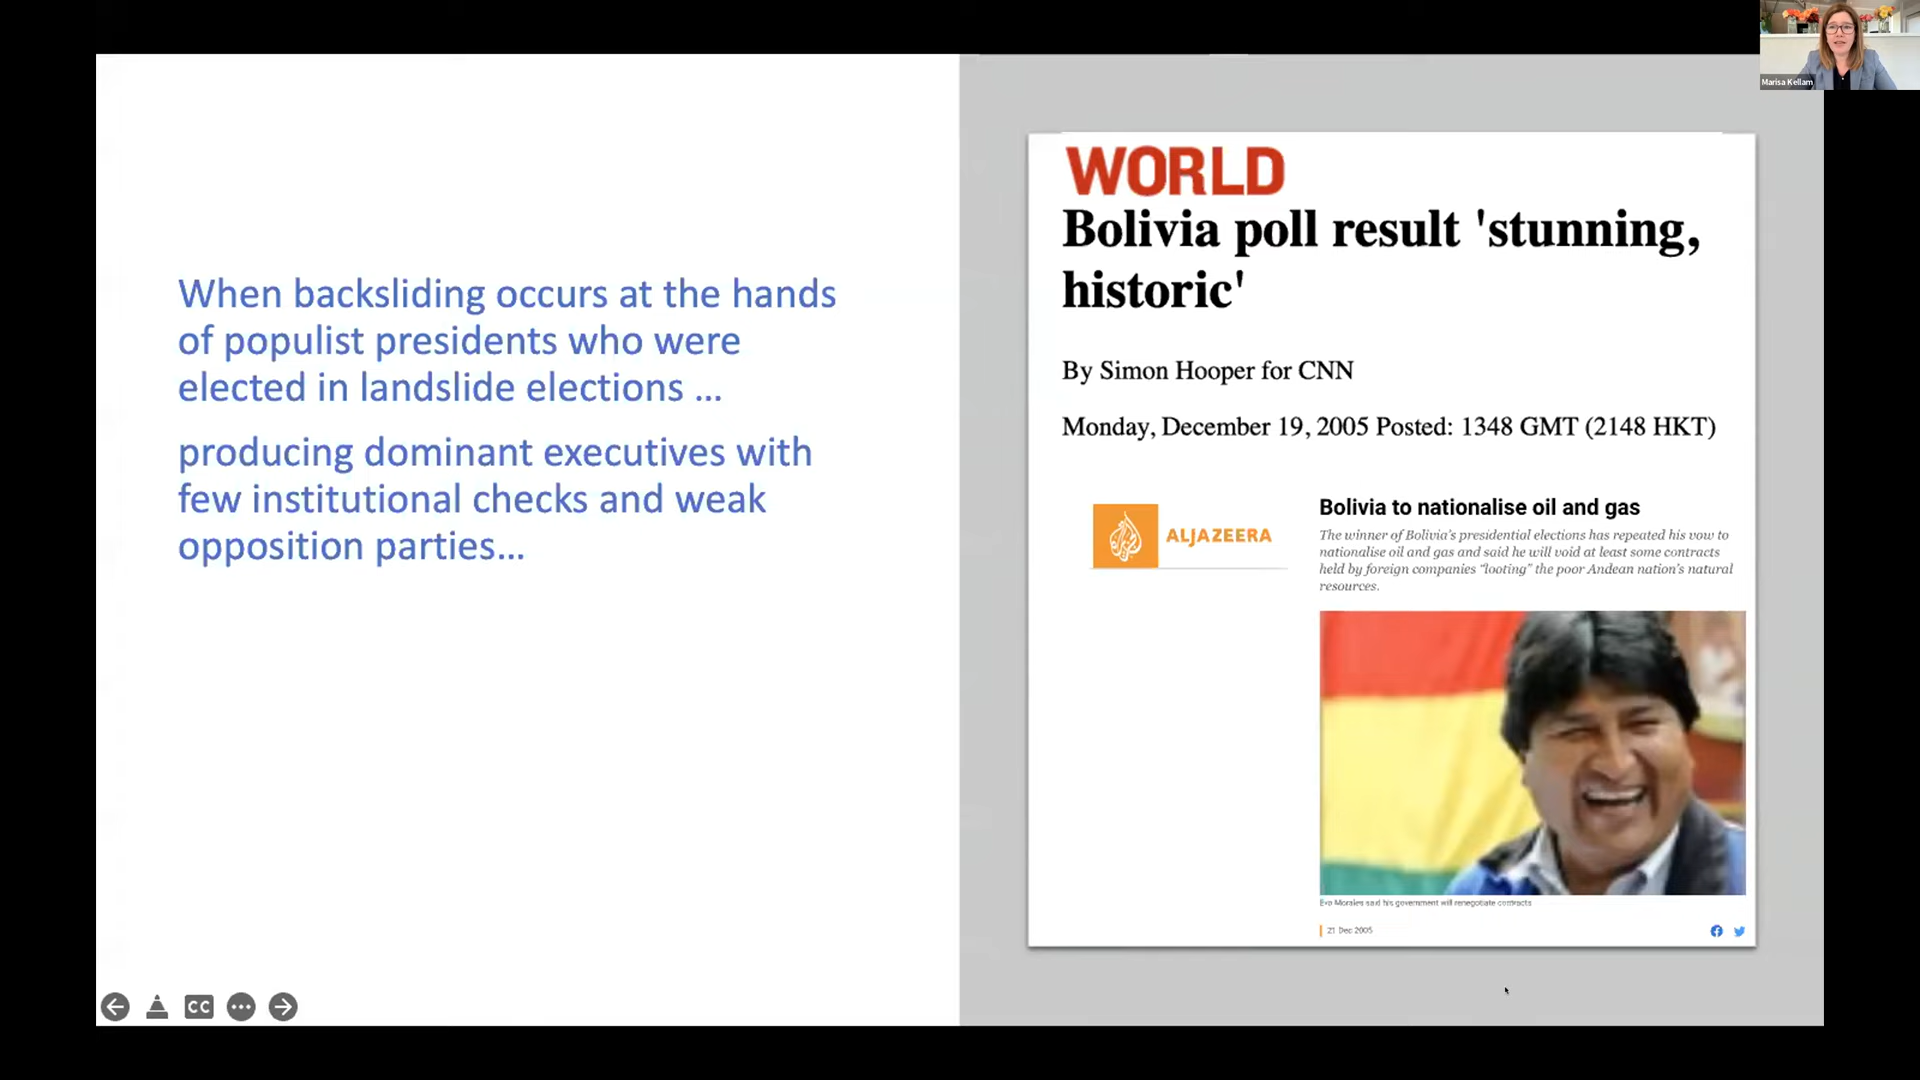 Marisa Kellam
When backsliding occurs at the hands
of populist presidents who were
elected in landslide elections ...
producing dominant executives with
few institutional checks and weak
opposition parties...
WORLD
Bolivia poll result 'stunning,
historic'
By Simon Hooper for CNN
Monday, December 19, 2005 Posted: 1348 GMT (2148 HKT)
ALJAZEERA
Bolivia to nationalise oil and gas
The winner of Bolivia's presidential elections has repeated his vow to
nationalise oil and gas and said he will void at least some contracts
held by foreign companies "looting" the poor Andean nation's natural
resources.
Evo Morales said his government will renegotiate contracts
21 Dec 2005
CC